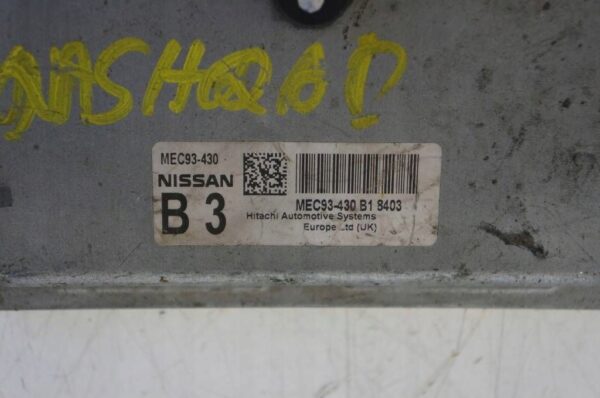 MEC93-430
NISSAN
B 3
MEC93-430 B1 8403
Hitachi Automotive Systems
Europe Ltd (UK)